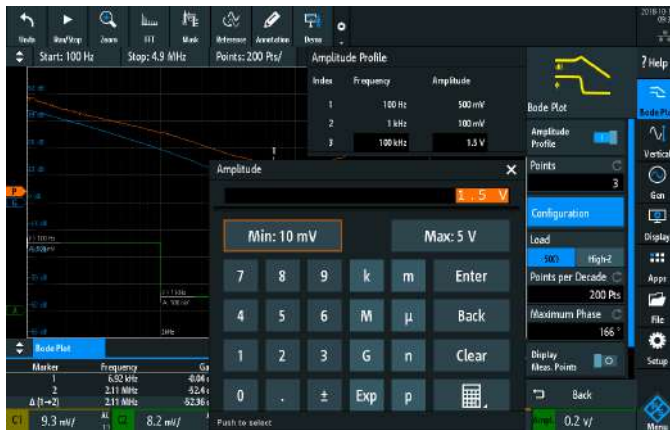 Undo Run/Stop Zoom FFT Mask Reference Annotation Demo
Start: 100 Hz Stop: 4.9 MHz Points: 200 Pts/
Amplitude Profile
Index Frequency Amplitude
1 100 Hz 500 mV
2 1 kHz 100 mV
3 100 kHz 1.5 V
Amplitude
1.5 V
Min: 10 mV Max: 5 V
7 8 9 k m Enter
4 5 6 M µ Back
1 2 3 G n Clear
0 . ± Exp p
Push to select
Bode Plot
Marker Frequency
1 6.92 kHz
2 2.11 MHz
Δ (1→2) 2.11 MHz
C1 9.3 mV/ C2 8.2 mV/
0.2 V/
Bode Plot
Amplitude
Profile
Points
3
Configuration
Load
50Ω High-Z
Points per Decade
200 Pts
Maximum Phase
166 °
Display
Meas. Points
Back
? Help
Bode Plot
Vertical
Gen
Display
Apps
File
Setup
Menu